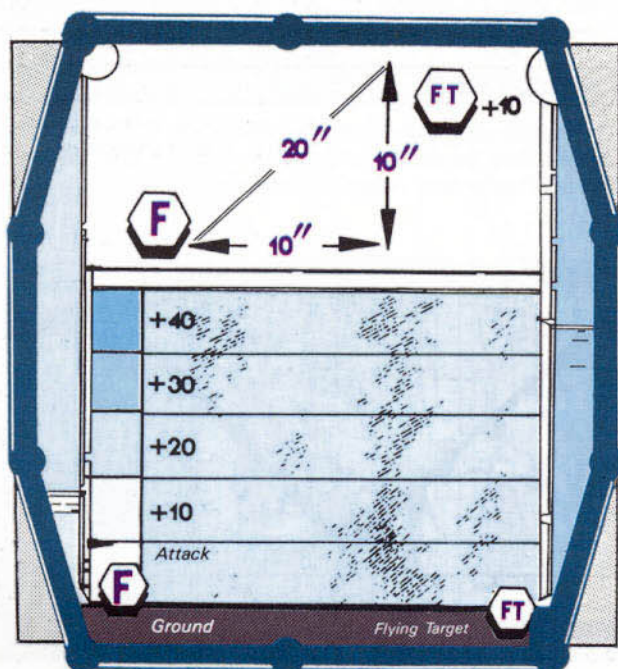 FT +10
20"
10"
F
10"
+40
+30
+20
+10
Attack
F
FT
Ground Flying Target